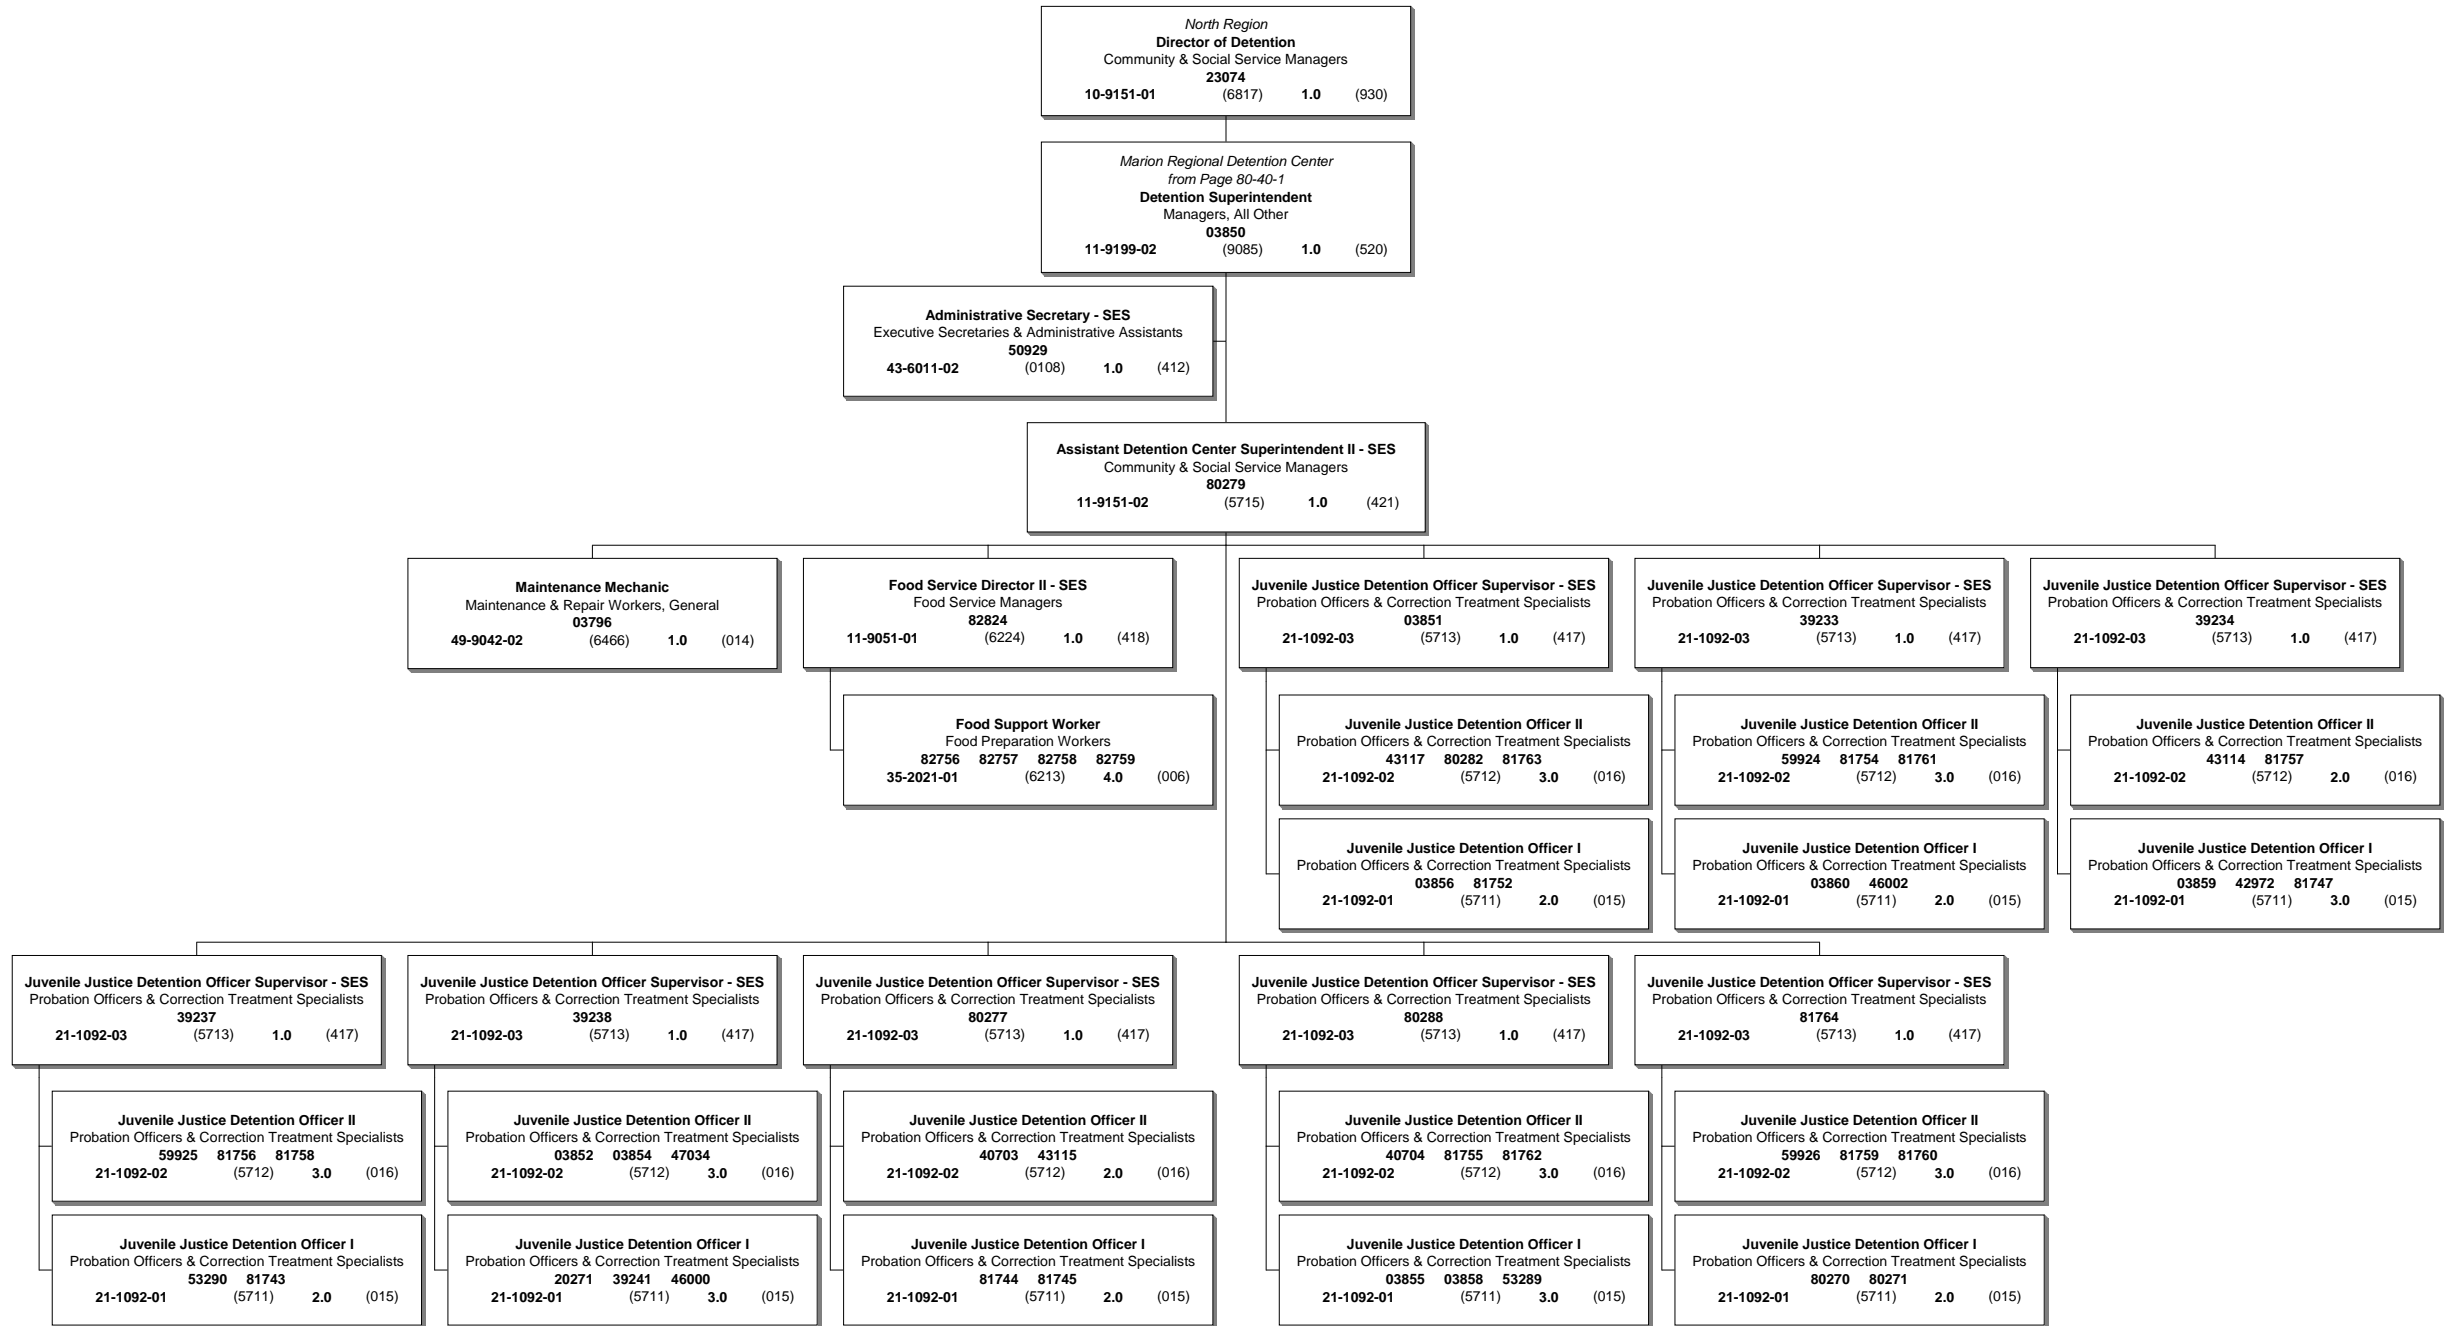 North Region
Director of Detention
Community & Social Service Managers
23074
10-9151-01 (6817) 1.0 (930)
Marion Regional Detention Center
from Page 80-40-1
Detention Superintendent
Managers, All Other
03850
11-9199-02 (9085) 1.0 (520)
Administrative Secretary - SES
Executive Secretaries & Administrative Assistants
50929
43-6011-02 (0108) 1.0 (412)
Assistant Detention Center Superintendent II - SES
Community & Social Service Managers
80279
11-9151-02 (5715) 1.0 (421)
Maintenance Mechanic
Maintenance & Repair Workers, General
03796
49-9042-02 (6466) 1.0 (014)
Food Service Director II - SES
Food Service Managers
82824
11-9051-01 (6224) 1.0 (418)
Food Support Worker
Food Preparation Workers
82756 82757 82758 82759
35-2021-01 (6213) 4.0 (006)
Juvenile Justice Detention Officer Supervisor - SES
Probation Officers & Correction Treatment Specialists
03851
21-1092-03 (5713) 1.0 (417)
Juvenile Justice Detention Officer II
Probation Officers & Correction Treatment Specialists
43117 80282 81763
21-1092-02 (5712) 3.0 (016)
Juvenile Justice Detention Officer I
Probation Officers & Correction Treatment Specialists
03856 81752
21-1092-01 (5711) 2.0 (015)
Juvenile Justice Detention Officer Supervisor - SES
Probation Officers & Correction Treatment Specialists
39233
21-1092-03 (5713) 1.0 (417)
Juvenile Justice Detention Officer II
Probation Officers & Correction Treatment Specialists
59924 81754 81761
21-1092-02 (5712) 3.0 (016)
Juvenile Justice Detention Officer I
Probation Officers & Correction Treatment Specialists
03860 46002
21-1092-01 (5711) 2.0 (015)
Juvenile Justice Detention Officer Supervisor - SES
Probation Officers & Correction Treatment Specialists
39234
21-1092-03 (5713) 1.0 (417)
Juvenile Justice Detention Officer II
Probation Officers & Correction Treatment Specialists
43114 81757
21-1092-02 (5712) 2.0 (016)
Juvenile Justice Detention Officer I
Probation Officers & Correction Treatment Specialists
03859 42972 81747
21-1092-01 (5711) 3.0 (015)
Juvenile Justice Detention Officer Supervisor - SES
Probation Officers & Correction Treatment Specialists
39237
21-1092-03 (5713) 1.0 (417)
Juvenile Justice Detention Officer II
Probation Officers & Correction Treatment Specialists
59925 81756 81758
21-1092-02 (5712) 3.0 (016)
Juvenile Justice Detention Officer I
Probation Officers & Correction Treatment Specialists
53290 81743
21-1092-01 (5711) 2.0 (015)
Juvenile Justice Detention Officer Supervisor - SES
Probation Officers & Correction Treatment Specialists
39238
21-1092-03 (5713) 1.0 (417)
Juvenile Justice Detention Officer II
Probation Officers & Correction Treatment Specialists
03852 03854 47034
21-1092-02 (5712) 3.0 (016)
Juvenile Justice Detention Officer I
Probation Officers & Correction Treatment Specialists
20271 39241 46000
21-1092-01 (5711) 3.0 (015)
Juvenile Justice Detention Officer Supervisor - SES
Probation Officers & Correction Treatment Specialists
80277
21-1092-03 (5713) 1.0 (417)
Juvenile Justice Detention Officer II
Probation Officers & Correction Treatment Specialists
40703 43115
21-1092-02 (5712) 2.0 (016)
Juvenile Justice Detention Officer I
Probation Officers & Correction Treatment Specialists
81744 81745
21-1092-01 (5711) 2.0 (015)
Juvenile Justice Detention Officer Supervisor - SES
Probation Officers & Correction Treatment Specialists
80288
21-1092-03 (5713) 1.0 (417)
Juvenile Justice Detention Officer II
Probation Officers & Correction Treatment Specialists
40704 81755 81762
21-1092-02 (5712) 3.0 (016)
Juvenile Justice Detention Officer I
Probation Officers & Correction Treatment Specialists
03855 03858 53289
21-1092-01 (5711) 3.0 (015)
Juvenile Justice Detention Officer Supervisor - SES
Probation Officers & Correction Treatment Specialists
81764
21-1092-03 (5713) 1.0 (417)
Juvenile Justice Detention Officer II
Probation Officers & Correction Treatment Specialists
59926 81759 81760
21-1092-02 (5712) 3.0 (016)
Juvenile Justice Detention Officer I
Probation Officers & Correction Treatment Specialists
80270 80271
21-1092-01 (5711) 2.0 (015)